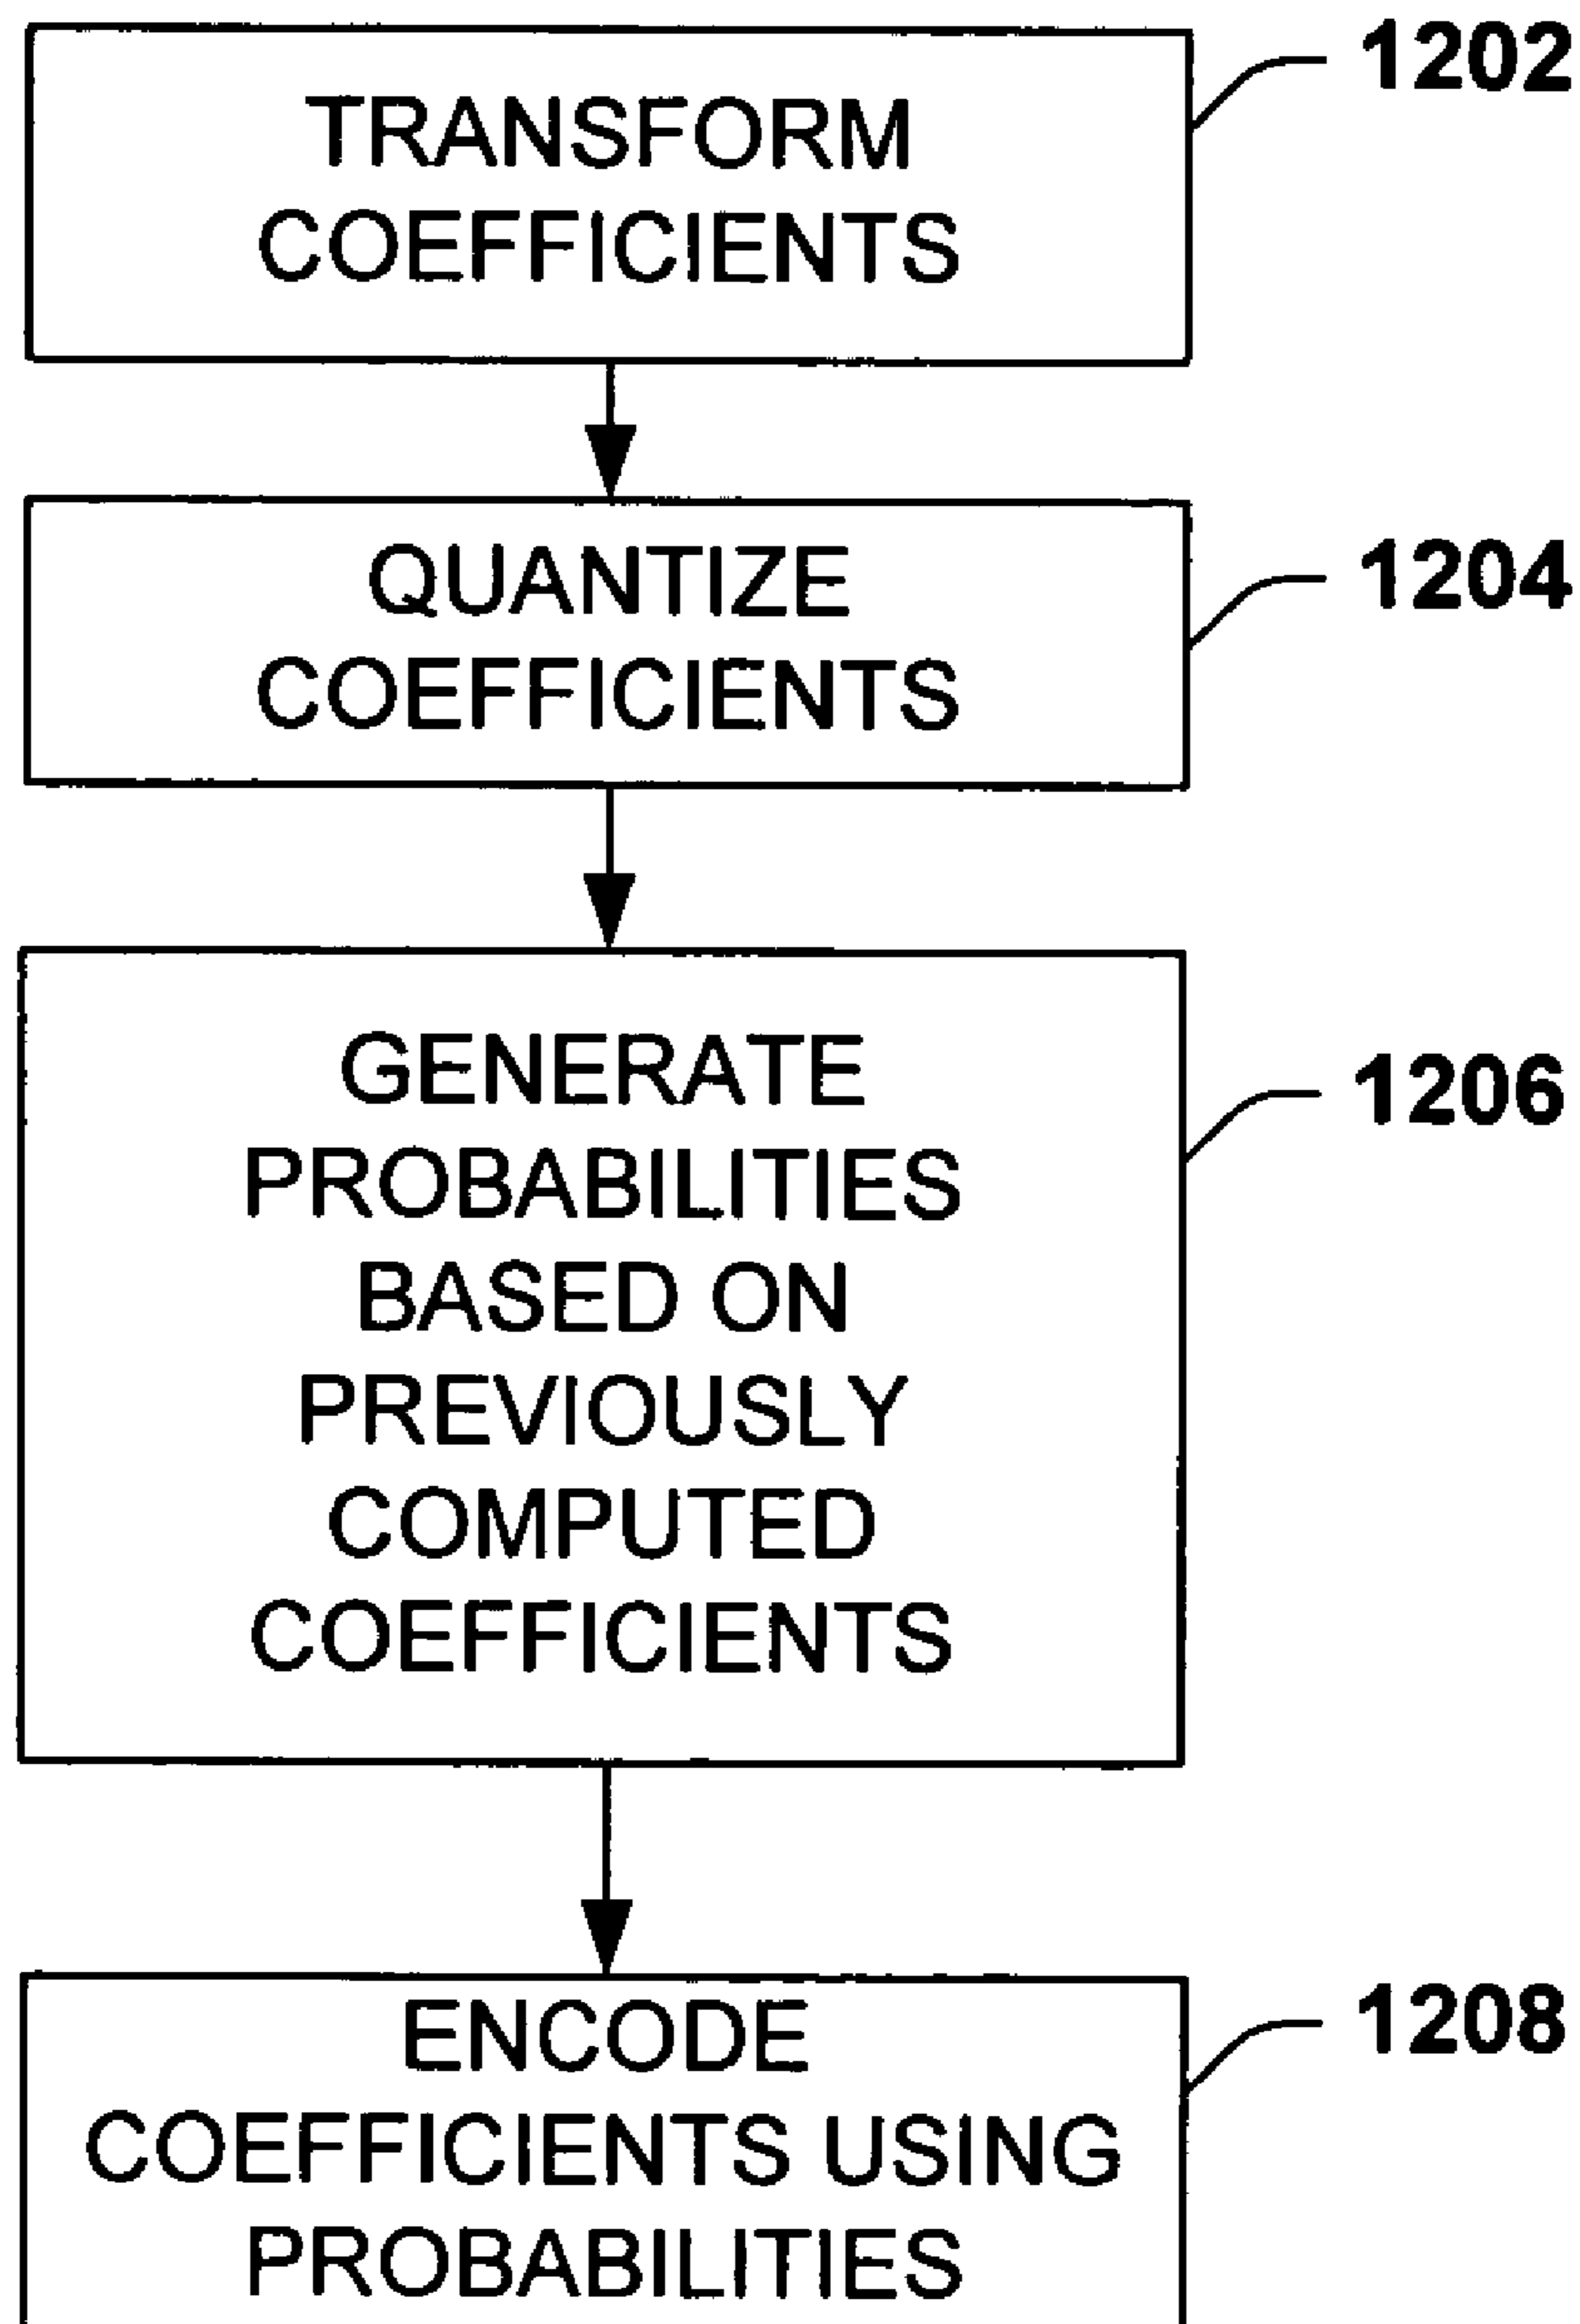 1202
TRANSFORM
COEFFICIENTS
1204
QUANTIZE
COEFFICIENTS
1206
GENERATE
PROBABILITIES
BASED ON
PREVIOUSLY
COMPUTED
COEFFICIENTS
1208
ENCODE
COEFFICIENTS USING
PROBABILITIES